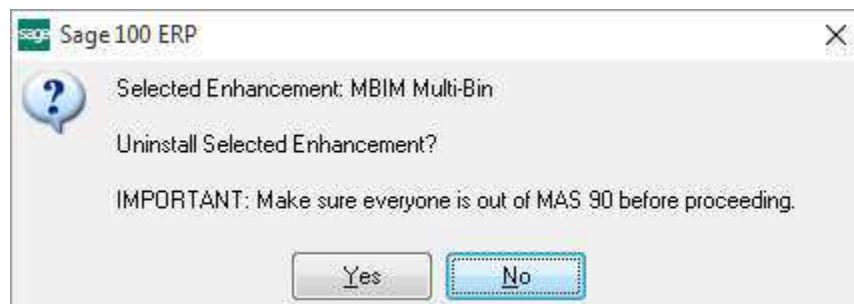 sage Sage 100 ERP
Selected Enhancement: MBIM Multi-Bin
Uninstall Selected Enhancement?
IMPORTANT: Make sure everyone is out of MAS 90 before proceeding.
Yes No